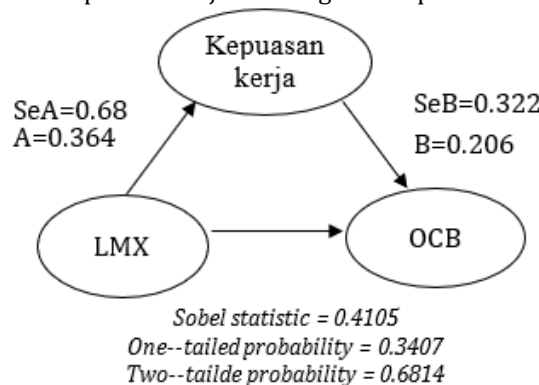 Kepuasan
kerja
SeA=0.68
A=0.364
SeB=0.322
B=0.206
LMX
OCB
Sobel statistic = 0.4105
One--tailed probability = 0.3407
Two--tailde probability = 0.6814